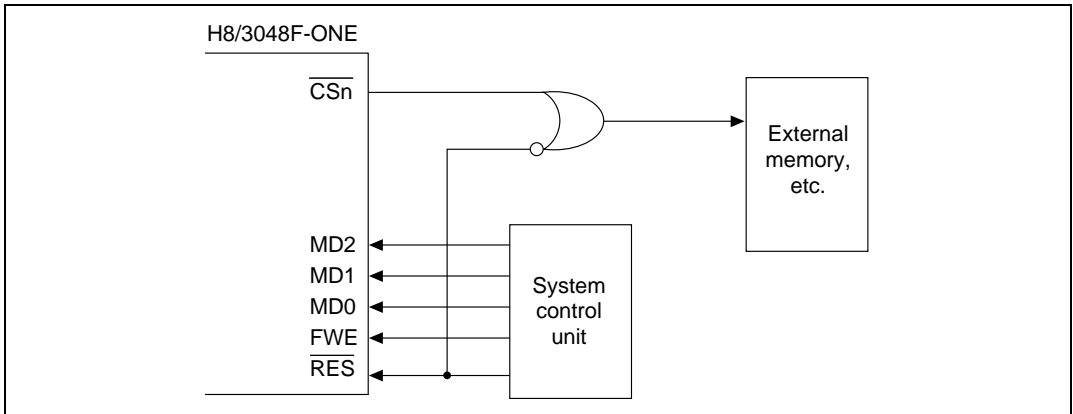 H8/3048F-ONE
CSn
External
memory,
etc.
MD2
MD1
MD0
FWE
RES
System
control
unit